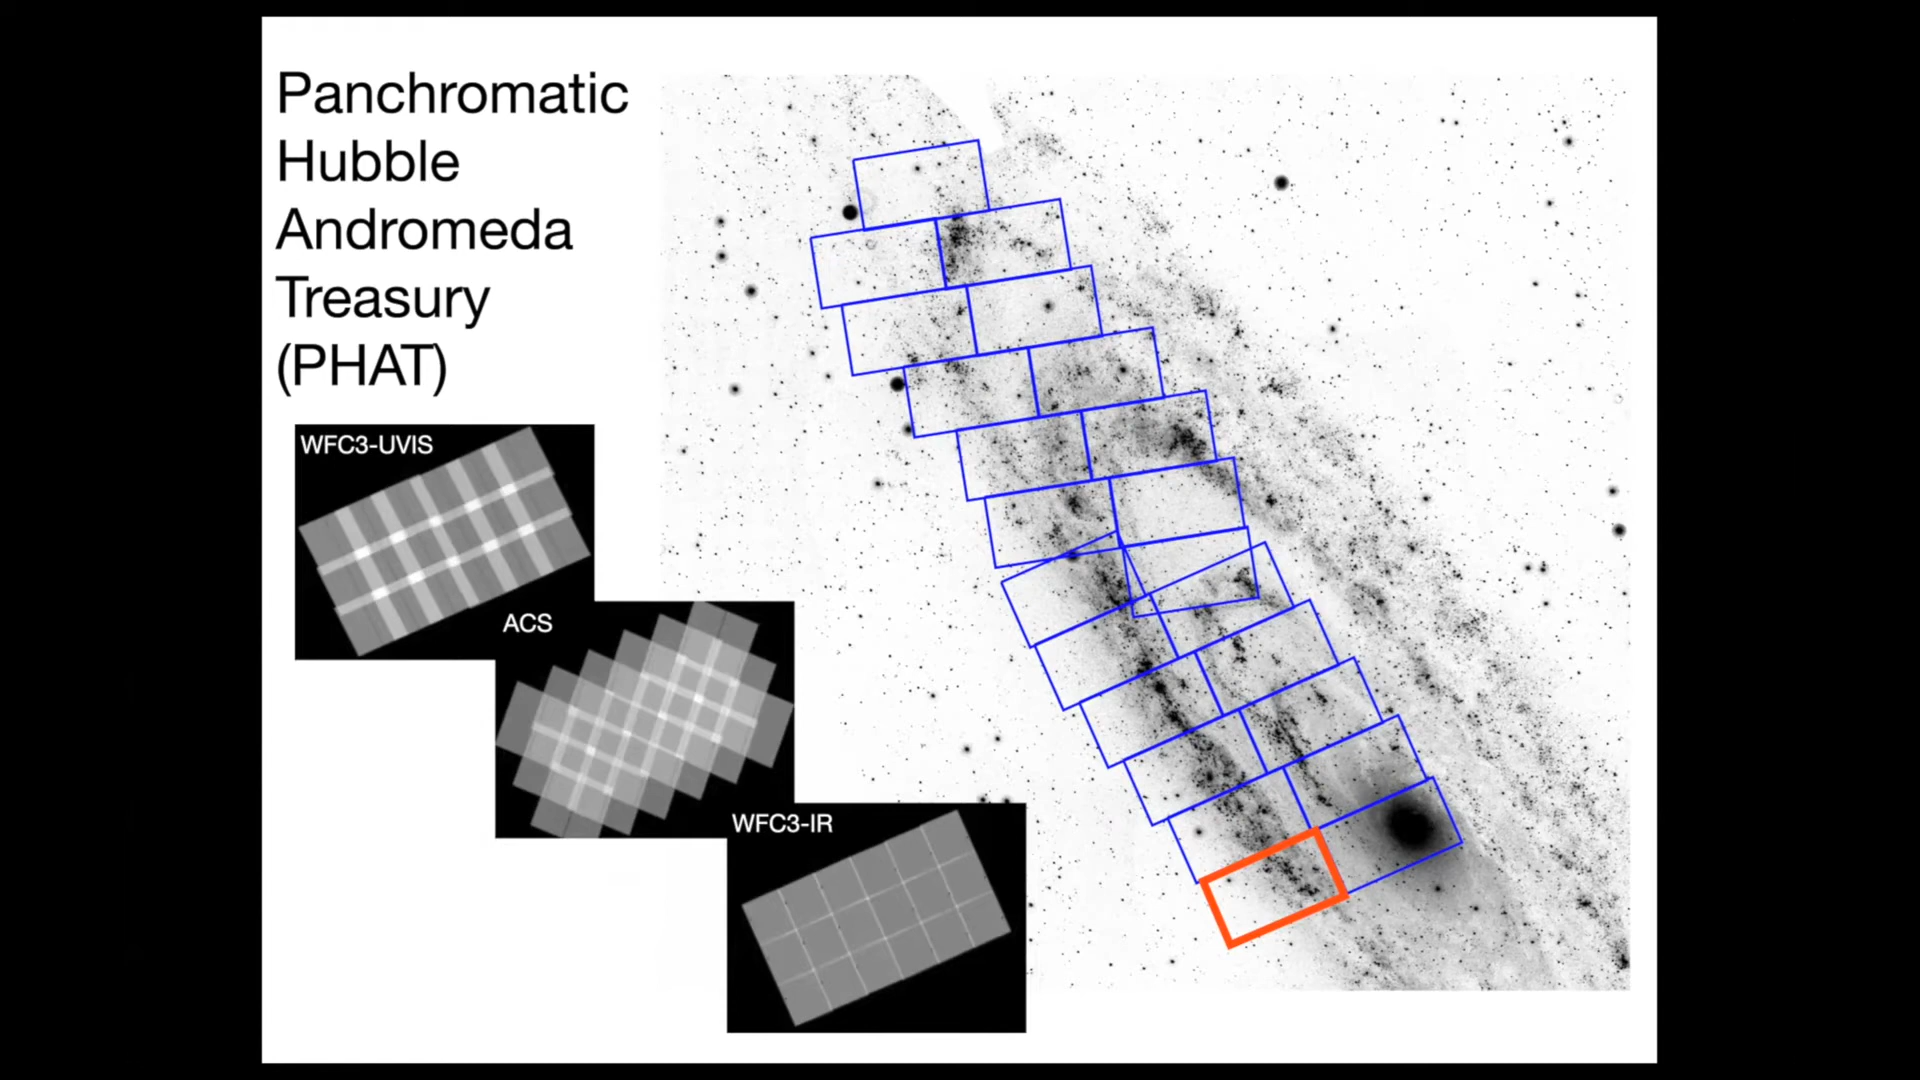 Panchromatic
Hubble
Andromeda
Treasury
(PHAT)
WFC3-UVIS
ACS
WFC3-IR